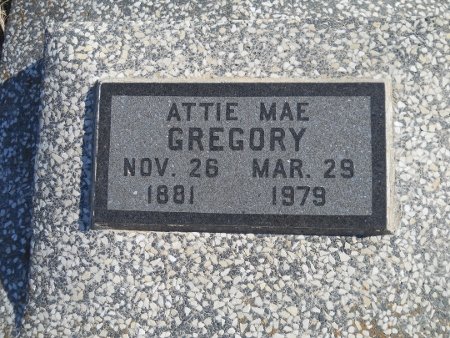 ATTIE MAE
GREGORY
NOV. 26 MAR. 29
1881 1979